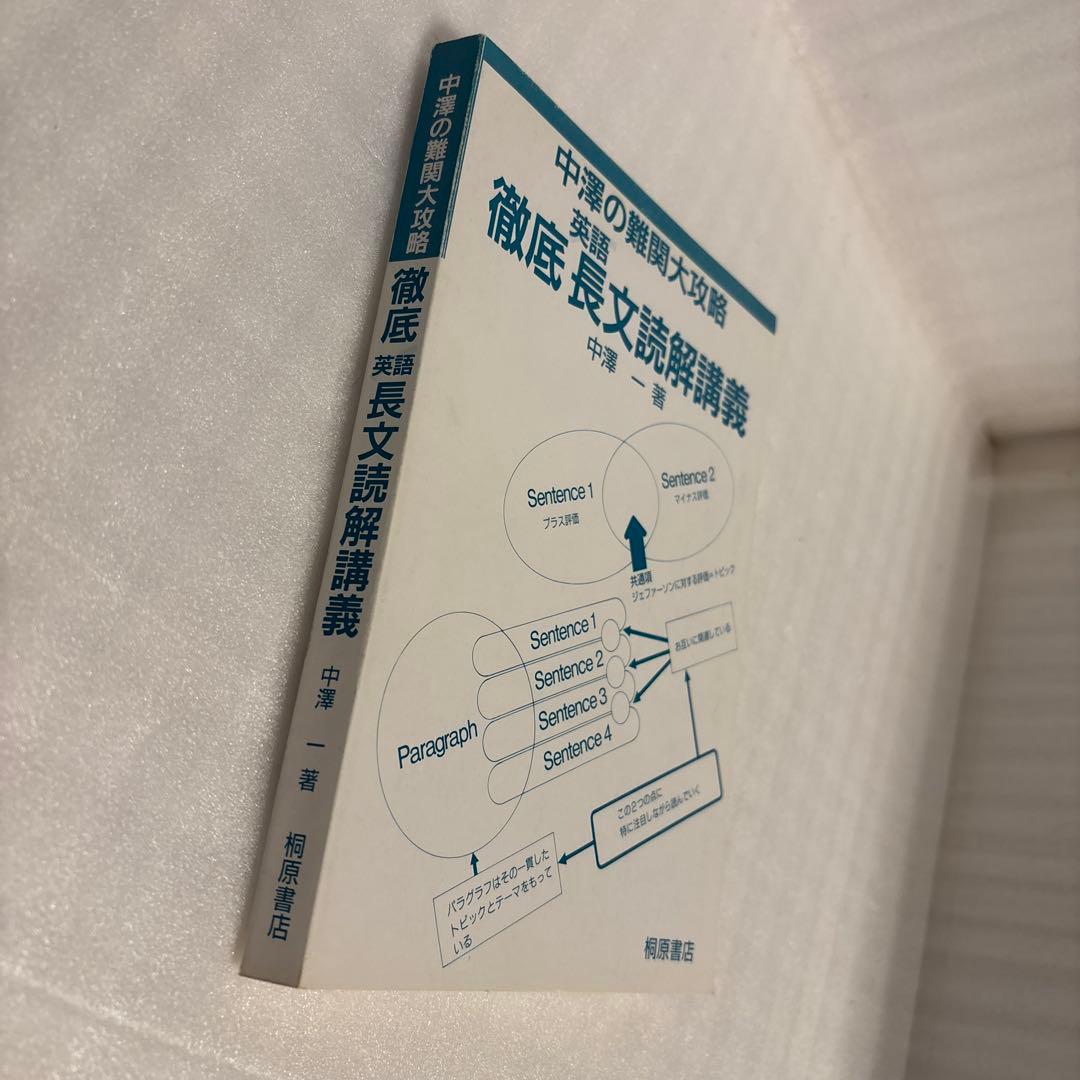 中澤の難関大攻略
徹底 英語 長文読解講義
中澤 一 著
桐原書店
中澤の難関大攻略
英語
徹底 長文読解講義
中澤 一 著
Sentence 1
プラス評価
Sentence 2
マイナス評価
共通項
ジェファーソンに対する評価=トピック
Sentence 1
Sentence 2
Sentence 3
Sentence 4
お互いに関連している
Paragraph
この2つの点に
特に注目しながら読んでいく
パラグラフはその一貫した
トピックとテーマをもって
いる
桐原書店